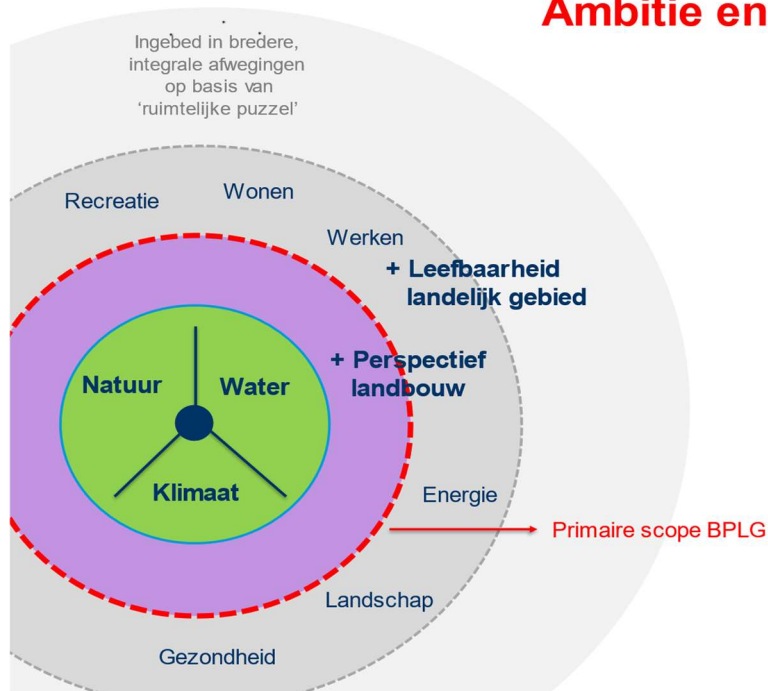 Ambitie en
Ingebed in bredere,
integrale afwegingen
op basis van
‘ruimtelijke puzzel’
Recreatie
Wonen
Werken
+ Leefbaarheid
landelijk gebied
+ Perspectief
landbouw
Natuur
Water
Klimaat
Energie
Primaire scope BPLG
Landschap
Gezondheid